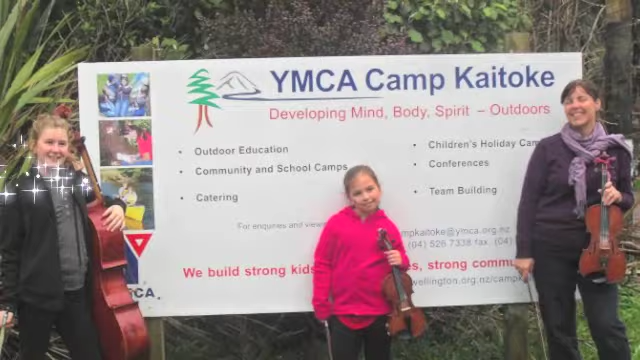 YMCA Camp Kaitoke
Developing Mind, Body, Spirit – Outdoors
• Outdoor Education
• Community and School Camps
• Catering
• Children's Holiday Cam
• Conferences
• Team Building
For enquiries and view
mpkaitoke@ymca.org.nz
(04) 526 7338 fax (04)
We build strong kids
es, strong commu
wellington.org.nz/camp
CA